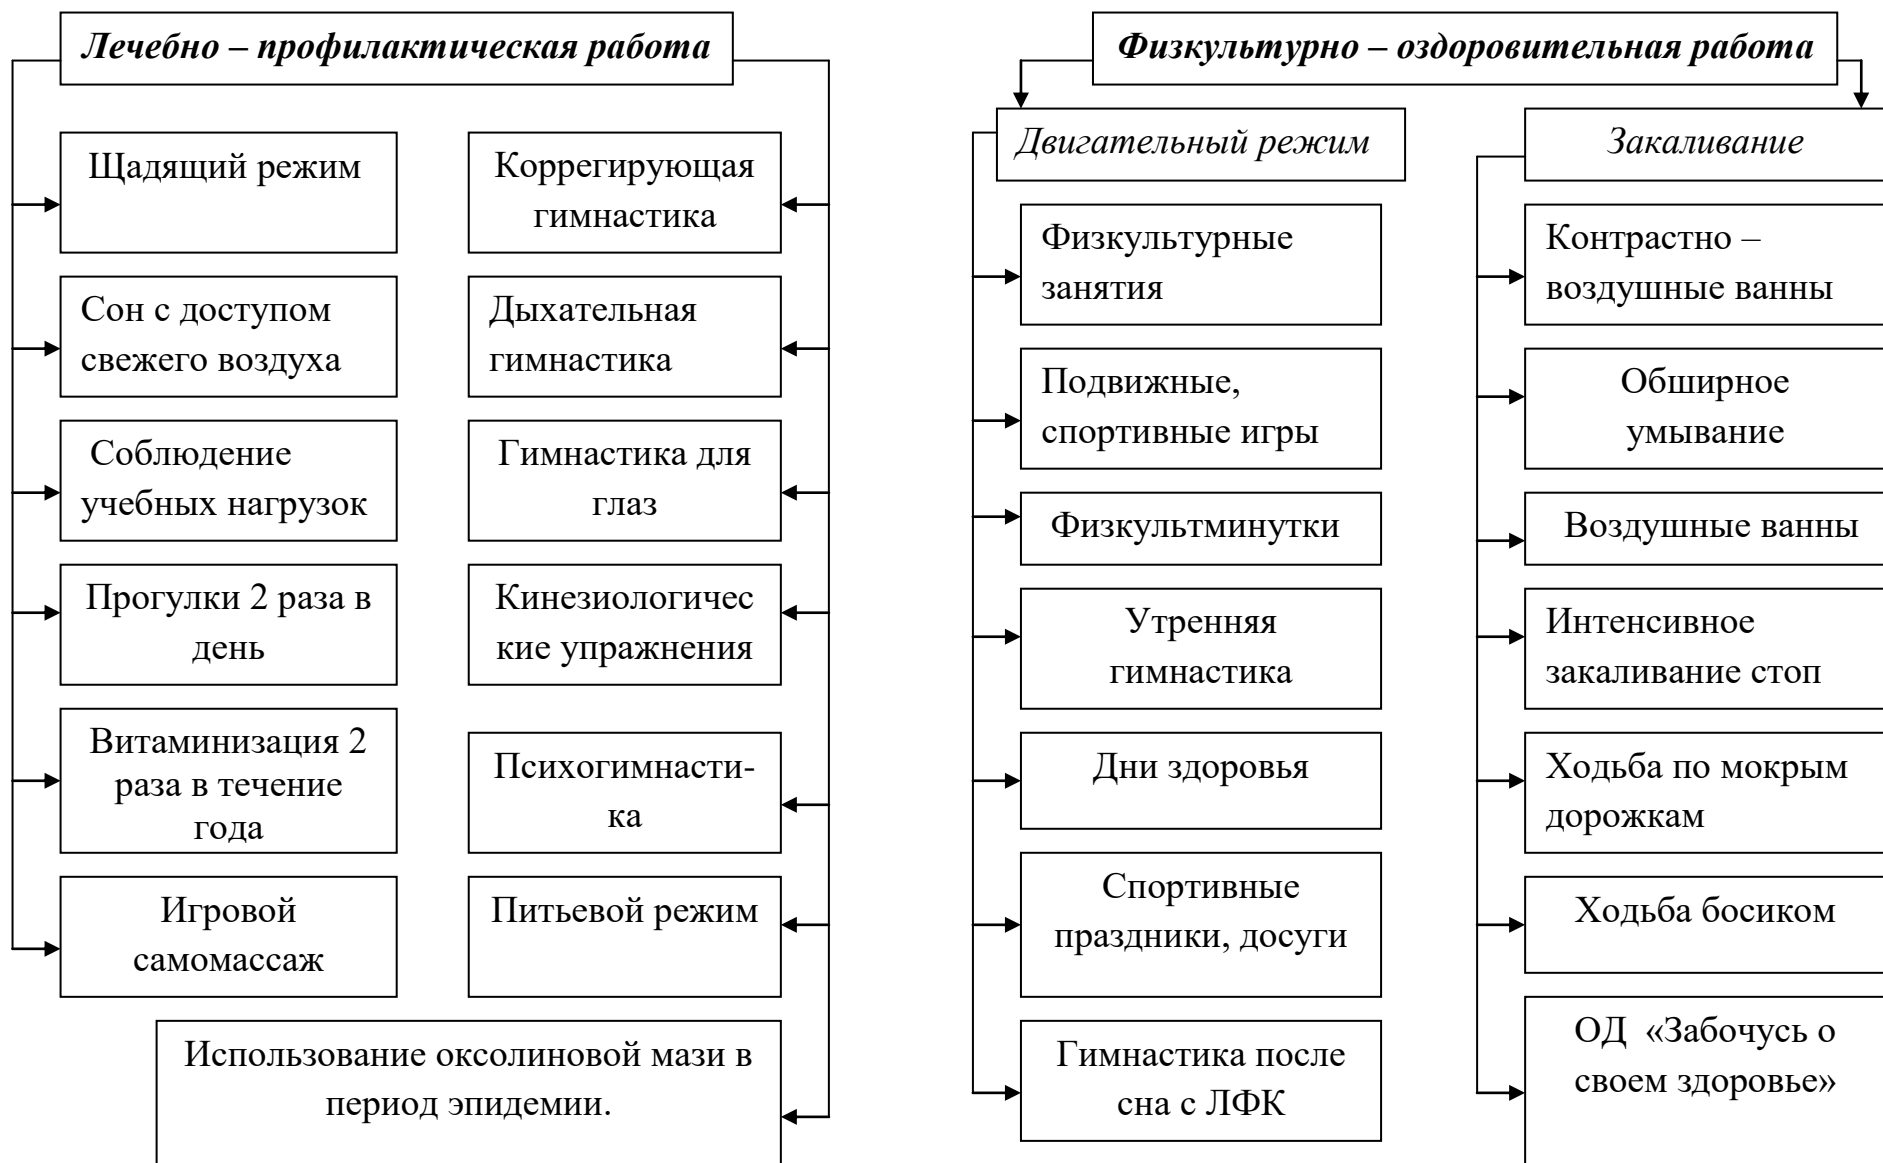 Лечебно – профилактическая работа
Щадящий режим
Сон с доступом
свежего воздуха
Соблюдение
учебных нагрузок
Прогулки 2 раза в
день
Витаминизация 2
раза в течение
года
Игровой
самомассаж
Коррегирующая
гимнастика
Дыхательная
гимнастика
Гимнастика для
глаз
Кинезиологичес
кие упражнения
Психогимнасти-
ка
Питьевой режим
Использование оксолиновой мази в
период эпидемии.
Физкультурно – оздоровительная работа
Двигательный режим
Физкультурные
занятия
Подвижные,
спортивные игры
Физкультминутки
Утренняя
гимнастика
Дни здоровья
Спортивные
праздники, досуги
Гимнастика после
сна с ЛФК
Закаливание
Контрастно –
воздушные ванны
Обширное
умывание
Воздушные ванны
Интенсивное
закаливание стоп
Ходьба по мокрым
дорожкам
Ходьба босиком
ОД «Забочусь о
своем здоровье»